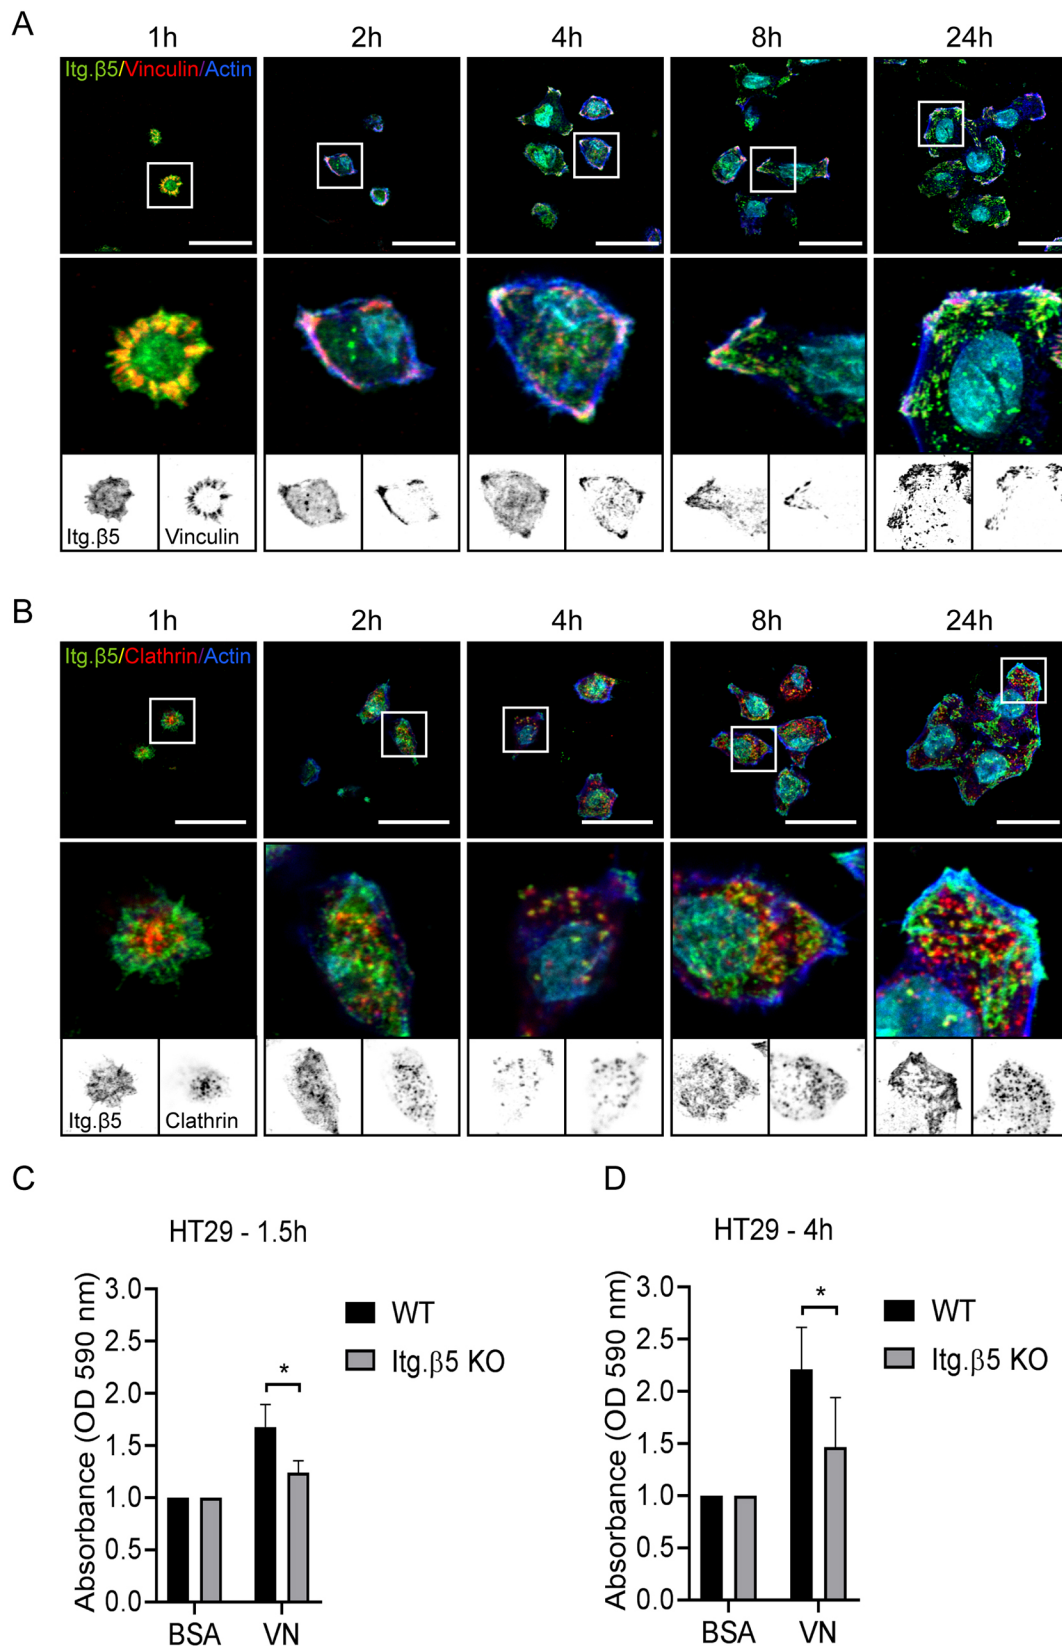 A
1h 2h 4h 8h 24h
Itg.β5/Vinculin/Actin
Itg.β5 Vinculin
B
1h 2h 4h 8h 24h
Itg.β5/Clathrin/Actin
Itg.β5 Clathrin
C
HT29 - 1.5h
Absorbance (OD 590 nm)
3.0
2.5
2.0
1.5
1.0
0.5
0.0
*
BSA VN
WT
Itg.β5 KO
D
HT29 - 4h
Absorbance (OD 590 nm)
3.0
2.5
2.0
1.5
1.0
0.5
0.0
*
BSA VN
WT
Itg.β5 KO